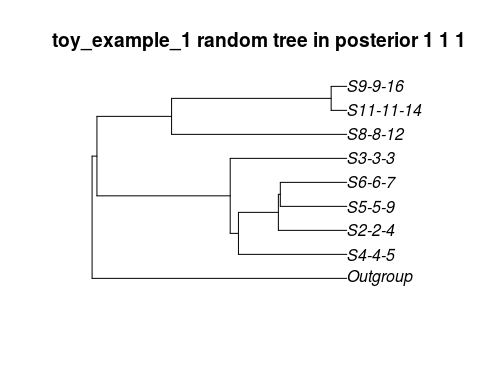 toy_example_1 random tree in posterior 1 1 1
S9-9-16
S11-11-14
S8-8-12
S3-3-3
S6-6-7
S5-5-9
S2-2-4
S4-4-5
Outgroup